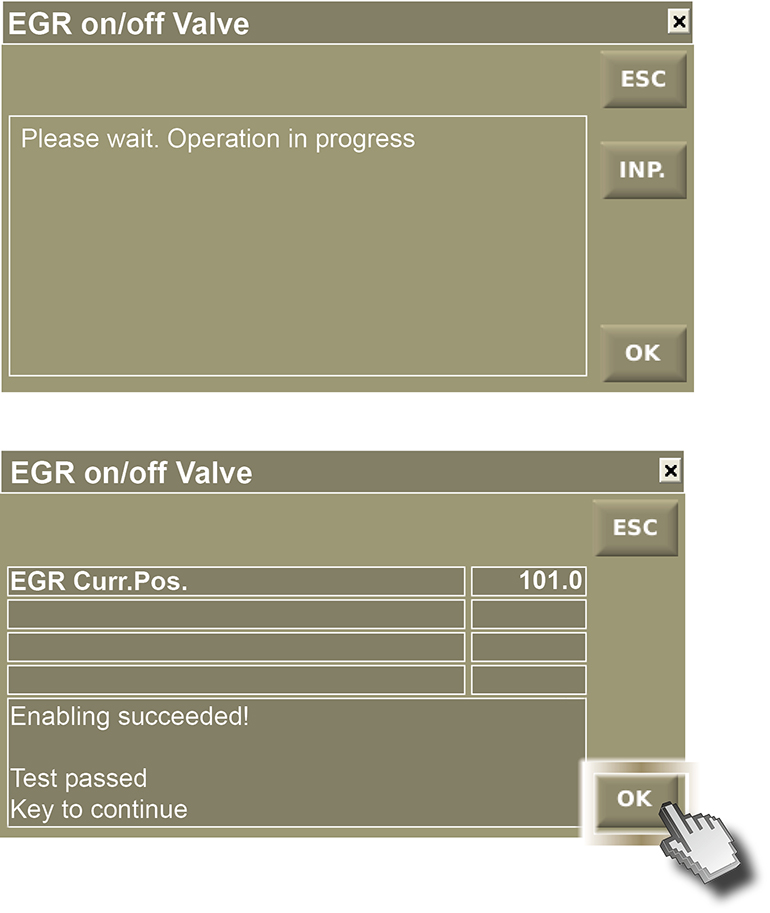 EGR on/off Valve
ESC
Please wait. Operation in progress
INP.
OK
EGR on/off Valve
ESC
EGR Curr.Pos. 101.0
Enabling succeeded!
Test passed
Key to continue
OK